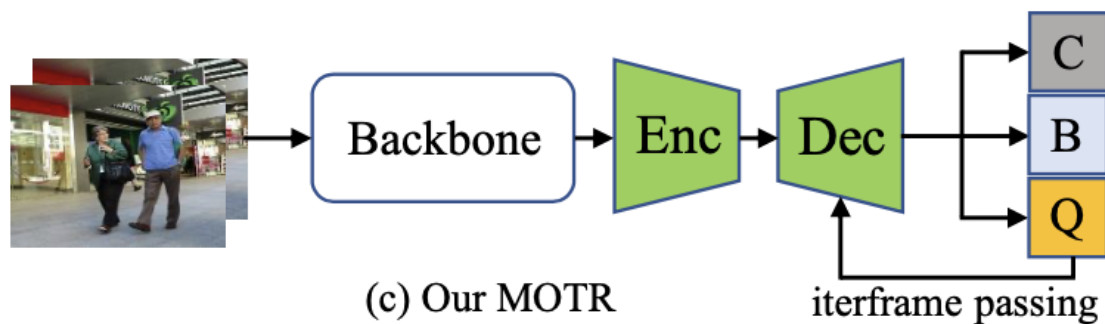 Backbone
Enc
Dec
C
B
Q
(c) Our MOTR
iterframe passing